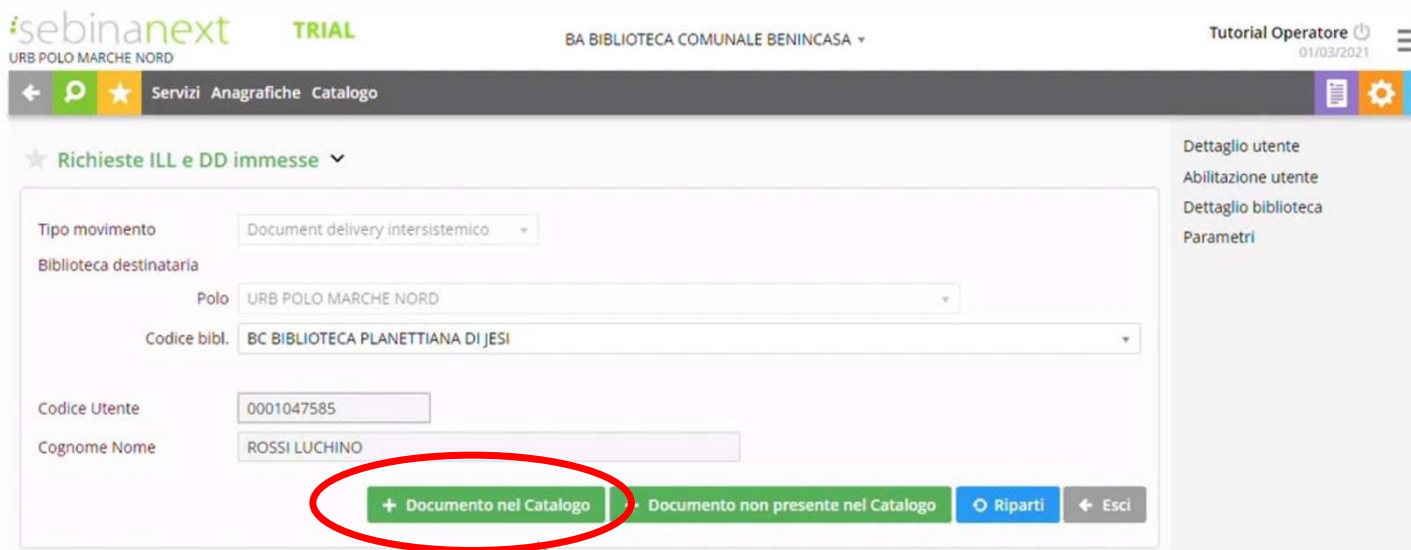 sebinanext TRIAL BA BIBLIOTECA COMUNALE BENINCASA Tutorial Operatore
URB POLO MARCHE NORD 01/03/2021
Servizi Anagrafiche Catalogo
Richieste ILL e DD immesse
Tipo movimento Document delivery intersistemico
Biblioteca destinataria
Polo URB POLO MARCHE NORD
Codice bibl. BC BIBLIOTECA PLANETTIANA DI JESI
Codice Utente 0001047585
Cognome Nome ROSSI LUCHINO
+ Documento nel Catalogo Documento non presente nel Catalogo Riparti Esci
Dettaglio utente
Abilitazione utente
Dettaglio biblioteca
Parametri